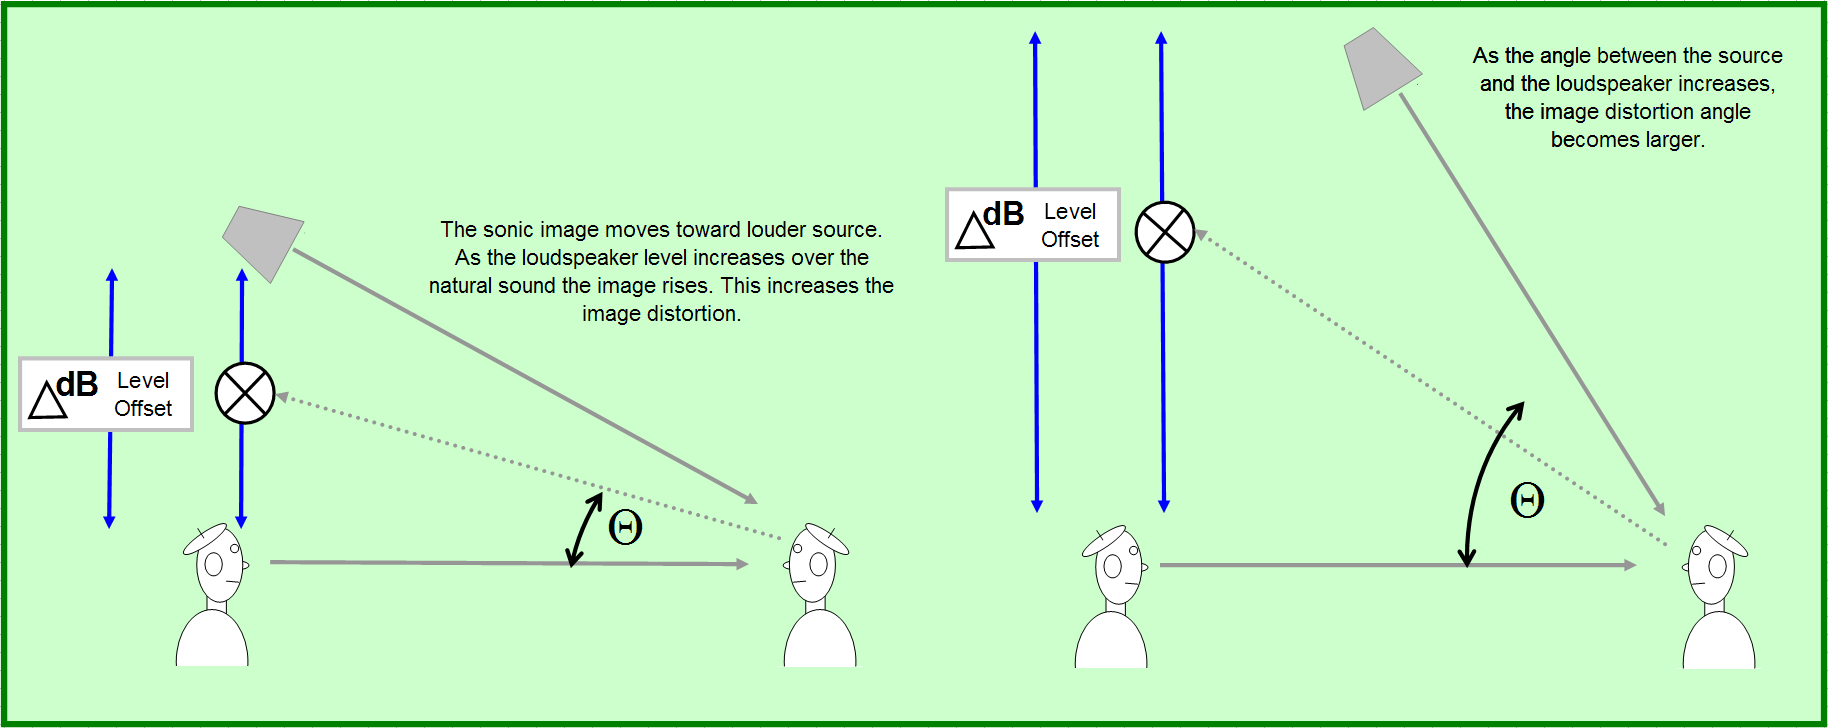 The sonic image moves toward louder source.
As the loudspeaker level increases over the
natural sound the image rises. This increases the
image distortion.
△dB Level
Offset
Θ
As the angle between the source
and the loudspeaker increases,
the image distortion angle
becomes larger.
△dB Level
Offset
Θ